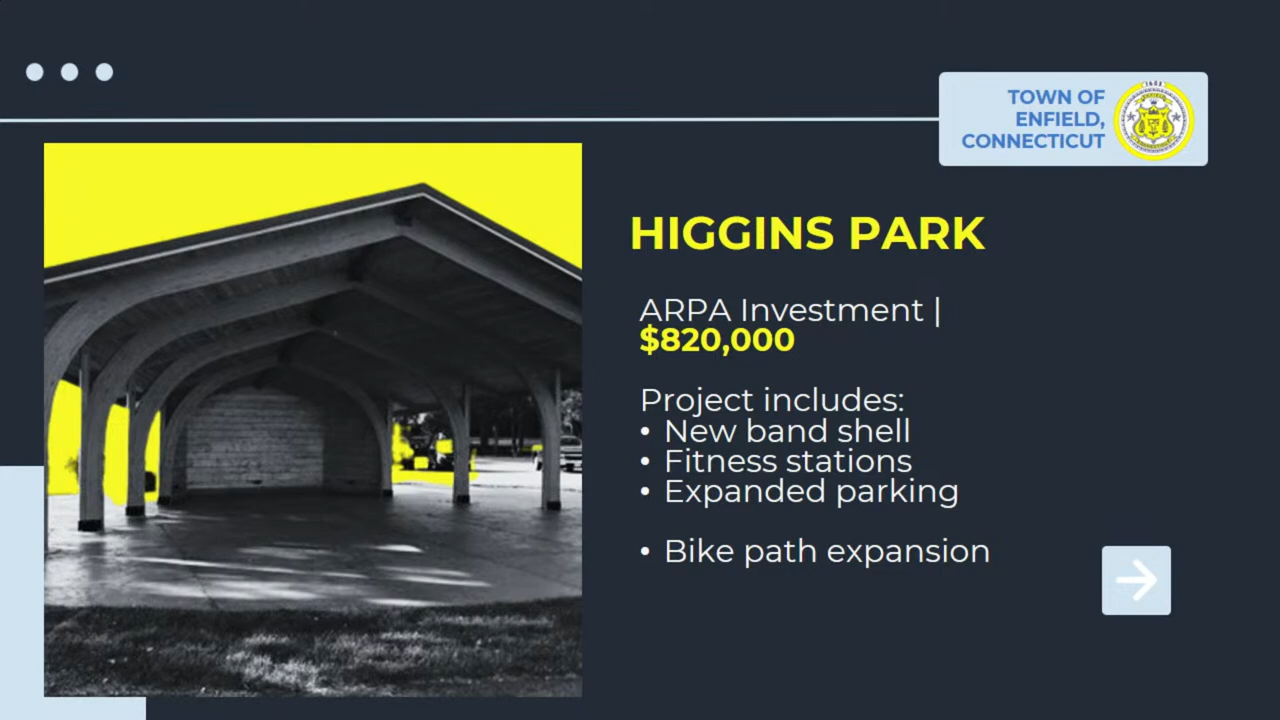 TOWN OF
ENFIELD,
CONNECTICUT
HIGGINS PARK
ARPA Investment |
$820,000
Project includes:
• New band shell
• Fitness stations
• Expanded parking
• Bike path expansion